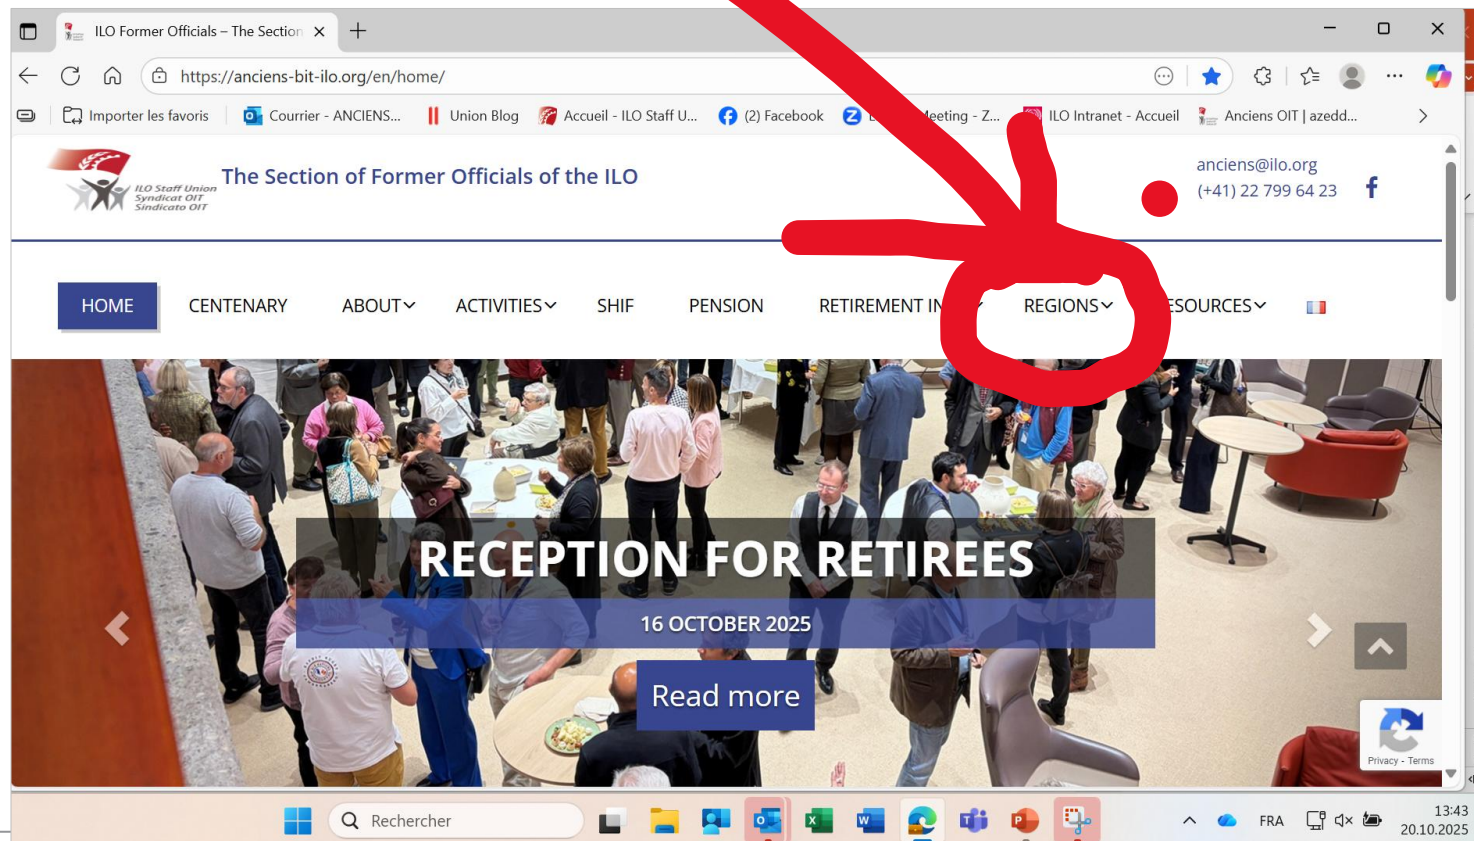 ILO Former Officials – The Section
https://anciens-bit-ilo.org/en/home/
Importer les favoris
Courrier - ANCIENS...
Union Blog
Accueil - ILO Staff U...
(2) Facebook
Meeting - Z...
ILO Intranet - Accueil
Anciens OIT | azedd...
ILO Staff Union
Syndicat OIT
Sindicato OIT
The Section of Former Officials of the ILO
anciens@ilo.org
(+41) 22 799 64 23
HOME CENTENARY ABOUT ACTIVITIES SHIF PENSION RETIREMENT REGIONS
RECEPTION FOR RETIREES
16 OCTOBER 2025
Read more
Privacy - Terms
Rechercher
FRA
13:43
20.10.2025